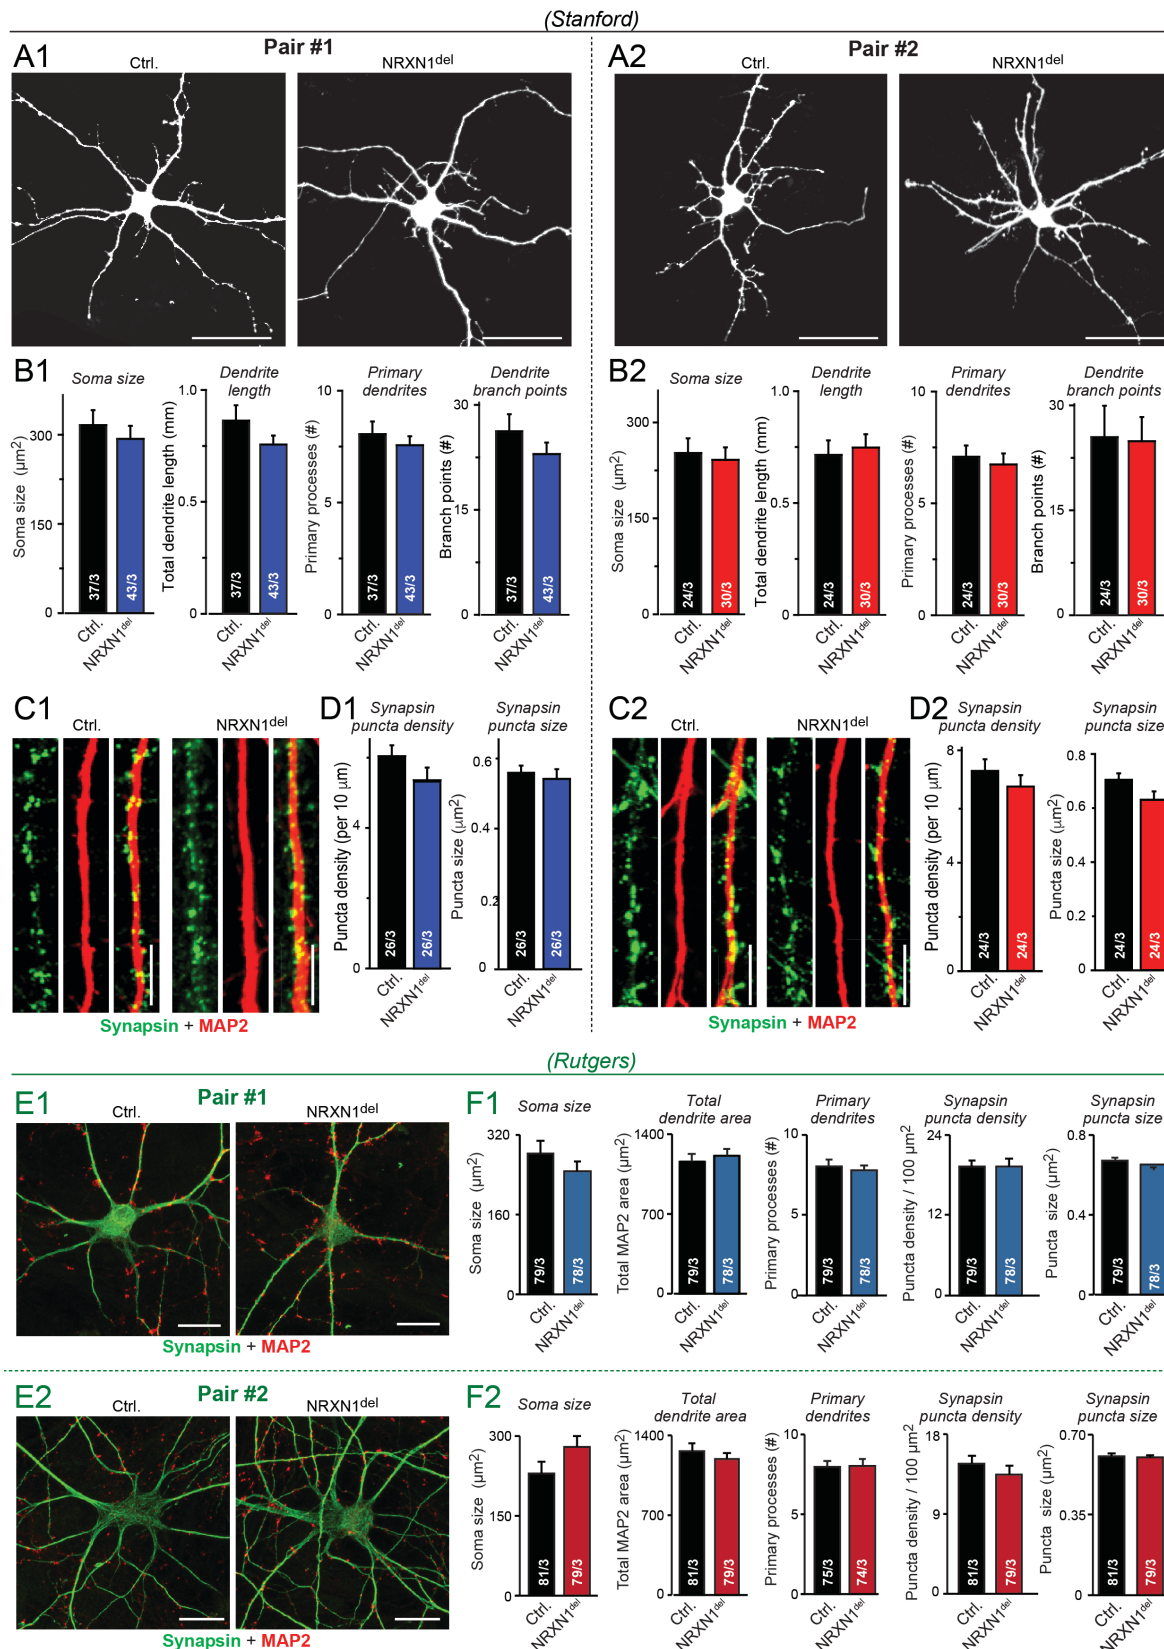 (Stanford)
Pair #1
Pair #2
A1
Ctrl.
NRXN1del
A2
Ctrl.
NRXN1del
B1
Soma size
Soma size (µm2)
300
150
0
37/3
43/3
Ctrl.
NRXN1del
Dendrite
length
Total dendrite length (mm)
1.0
0.5
0
37/3
43/3
Ctrl.
NRXN1del
Primary
dendrites
Primary processes (#)
10
5
0
37/3
43/3
Ctrl.
NRXN1del
Dendrite
branch points
Branch points (#)
30
15
0
37/3
43/3
Ctrl.
NRXN1del
B2
Soma size
Soma size (µm2)
300
150
0
24/3
30/3
Ctrl.
NRXN1del
Dendrite
length
Total dendrite length (mm)
1.0
0.5
0
24/3
30/3
Ctrl.
NRXN1del
Primary
dendrites
Primary processes (#)
10
5
0
24/3
30/3
Ctrl.
NRXN1del
Dendrite
branch points
Branch points (#)
30
15
0
24/3
30/3
Ctrl.
NRXN1del
C1
Ctrl.
NRXN1del
Synapsin + MAP2
D1
Synapsin
puncta density
Puncta density (per 10 µm)
4
0
26/3
26/3
Ctrl.
NRXN1del
Synapsin
puncta size
Puncta size (µm2)
0.6
0.4
0.2
0
26/3
26/3
Ctrl.
NRXN1del
C2
Ctrl.
NRXN1del
Synapsin + MAP2
D2
Synapsin
puncta density
Puncta density (per 10 µm)
8
4
0
24/3
24/3
Ctrl.
NRXN1del
Synapsin
puncta size
Puncta size (µm2)
0.8
0.6
0.4
0.2
0
24/3
24/3
Ctrl.
NRXN1del
(Rutgers)
E1
Pair #1
Ctrl.
NRXN1del
Synapsin + MAP2
F1
Soma size
Soma size (µm2)
320
160
0
79/3
78/3
Ctrl.
NRXN1del
Total
dendrite area
Total MAP2 area (µm2)
1400
700
0
79/3
78/3
Ctrl.
NRXN1del
Primary
dendrites
Primary processes (#)
10
5
0
79/3
78/3
Ctrl.
NRXN1del
Synapsin
puncta density
Puncta density / 100 µm2
24
12
0
79/3
78/3
Ctrl.
NRXN1del
Synapsin
puncta size
Puncta size (µm2)
0.8
0.4
0
79/3
78/3
Ctrl.
NRXN1del
E2
Pair #2
Ctrl.
NRXN1del
Synapsin + MAP2
F2
Soma size
Soma size (µm2)
300
150
0
81/3
79/3
Ctrl.
NRXN1del
Total
dendrite area
Total MAP2 area (µm2)
1400
700
0
81/3
79/3
Ctrl.
NRXN1del
Primary
dendrites
Primary processes (#)
10
5
0
75/3
74/3
Ctrl.
NRXN1del
Synapsin
puncta density
Puncta density / 100 µm2
18
9
0
81/3
79/3
Ctrl.
NRXN1del
Synapsin
puncta size
Puncta size (µm2)
0.70
0.35
0
81/3
79/3
Ctrl.
NRXN1del